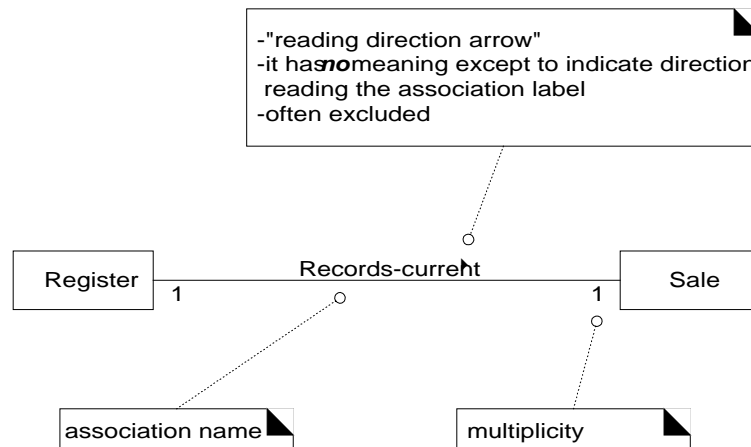 -"reading direction arrow"
-it has no meaning except to indicate direction
reading the association label
-often excluded
Records-current
Register
1
1
Sale
association name
multiplicity